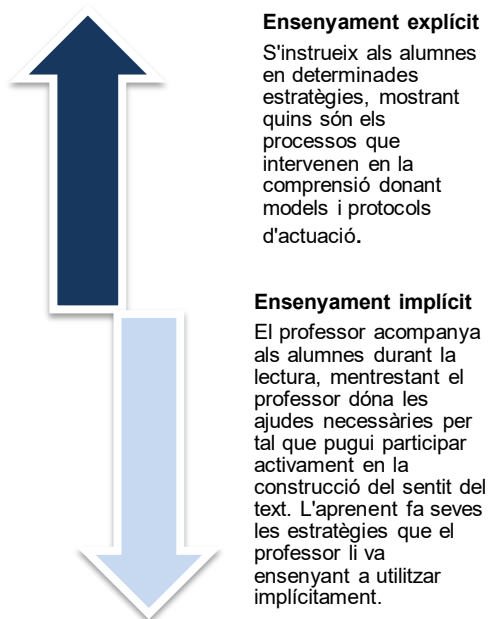 Ensenyament explícit
S'instrueix als alumnes
en determinades
estratègies, mostrant
quins són els
processos que
intervenen en la
comprensió donant
models i protocols
d'actuació.
Ensenyament implícit
El professor acompanya
als alumnes durant la
lectura, mentrestant el
professor dóna les
ajudes necessàries per
tal que pugui participar
activament en la
construcció del sentit del
text. L'aprenent fa seves
les estratègies que el
professor li va
ensenyant a utilitzar
implícitament.